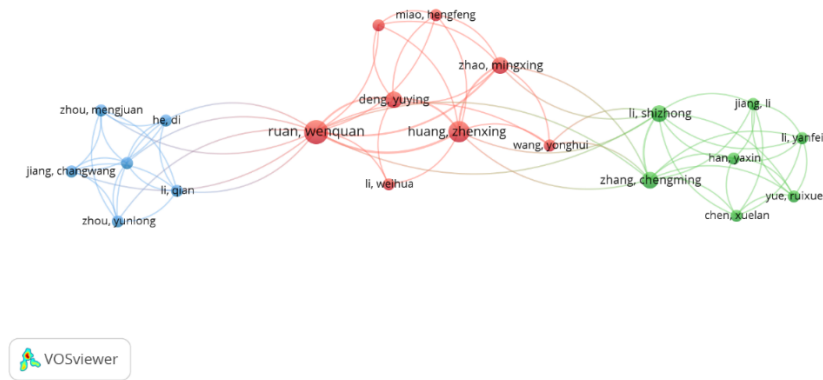 miao, hengfeng
zhao, mingxing
zhou, mengjuan
he, di
deng, yuying
ruan, wenquan
huang, zhenxing
li, shizhong
jiang, li
li, yanfei
wang, yonghui
han, yaxin
jiang, changwang
li, qian
li, weihua
zhang, chengming
yue, ruixue
zhou, yunlong
chen, xuelan
VOSviewer